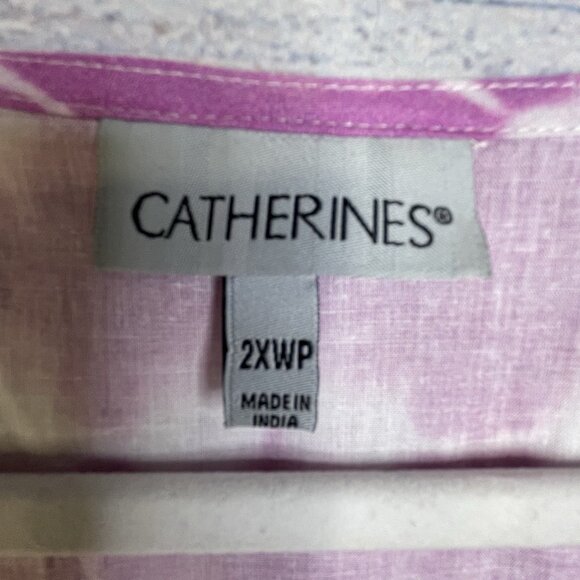 CATHERINES®
2XWP
MADE IN
INDIA